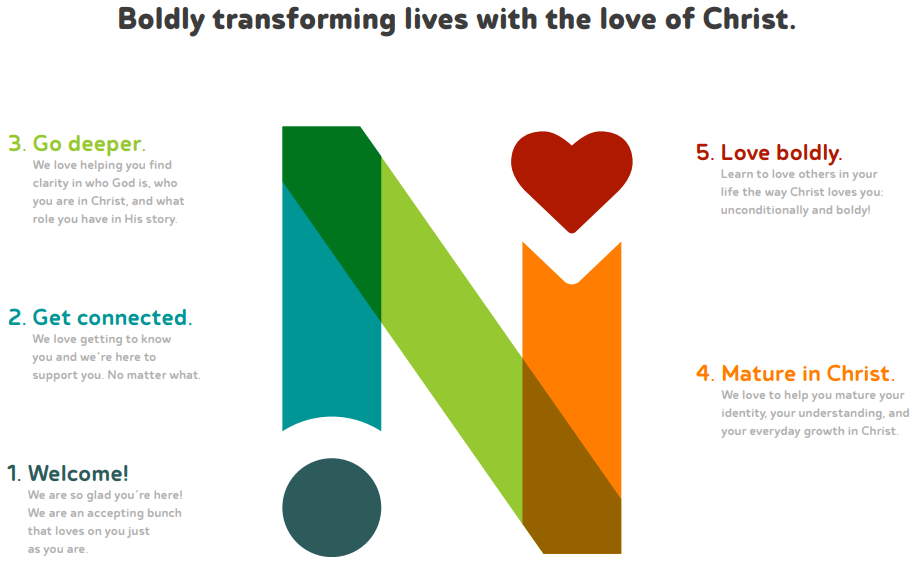 Boldly transforming lives with the love of Christ.
3. Go deeper.
We love helping you find
clarity in who God is, who
you are in Christ, and what
role you have in His story.
2. Get connected.
We love getting to know
you and we're here to
support you. No matter what.
1. Welcome!
We are so glad you're here!
We are an accepting bunch
that loves on you just
as you are.
5. Love boldly.
Learn to love others in your
life the way Christ loves you:
unconditionally and boldy!
4. Mature in Christ.
We love to help you mature your
identity, your understanding, and
your everyday growth in Christ.